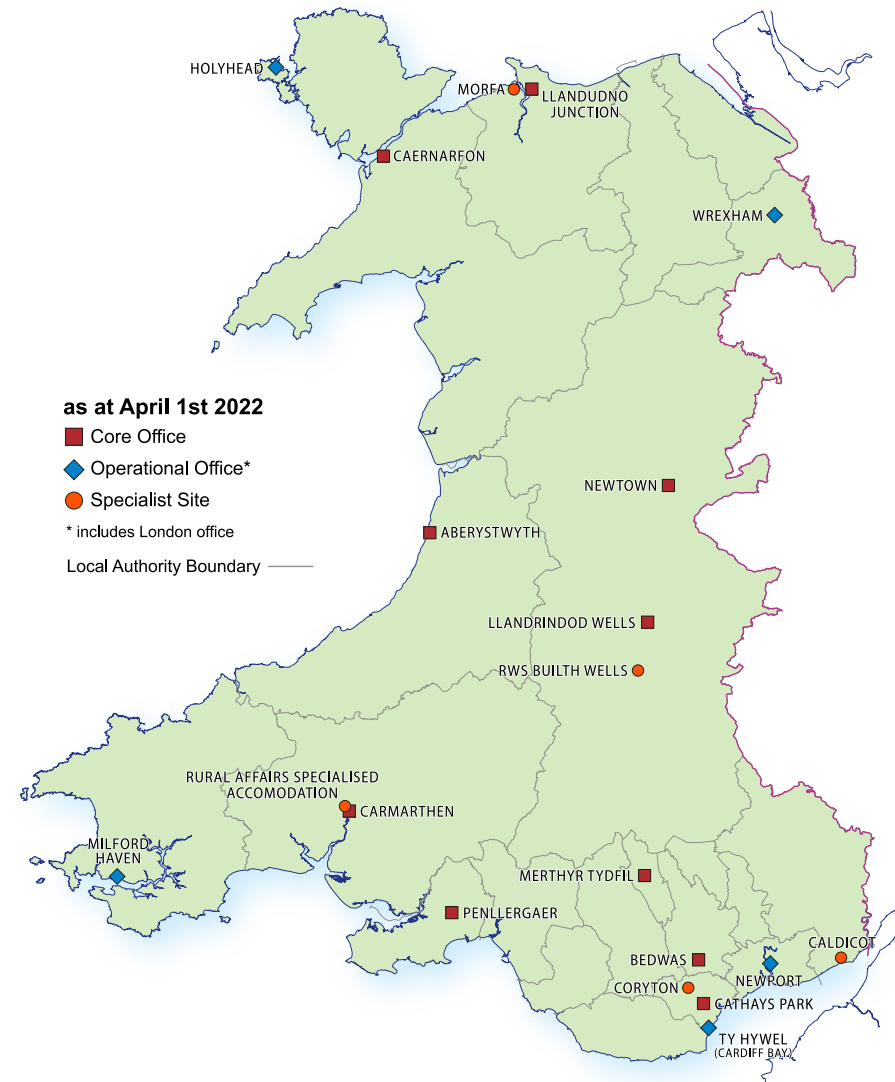 HOLYHEAD
MORFA
LLANDUDNO
JUNCTION
CAERNARFON
WREXHAM
as at April 1st 2022
Core Office
Operational Office*
Specialist Site
* includes London office
Local Authority Boundary
NEWTOWN
ABERYSTWYTH
LLANDRINDOD WELLS
RWS BUILTH WELLS
RURAL AFFAIRS SPECIALISED
ACCOMODATION
CARMARTHEN
MILFORD
HAVEN
MERTHYR TYDFIL
PENLLERGAER
CALDICOT
BEDWAS
NEWPORT
CORYTON
CATHAYS PARK
TY HYWEL
(CARDIFF BAY)